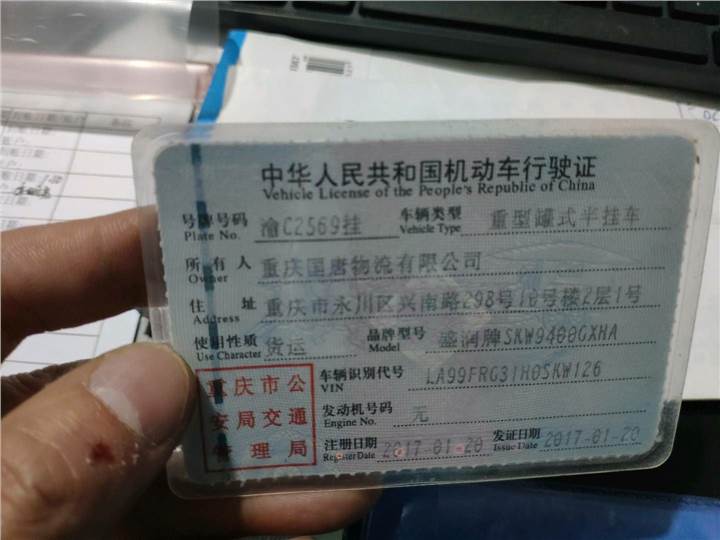 中华人民共和国机动车行驶证
Vehicle License of the People's Republic of China
号牌号码 渝C2569挂 车辆类型 重型罐式半挂车
Plate No. Vehicle Type
所有人 重庆国唐物流有限公司
Owner
住址 重庆市永川区兴南路298号10号楼2层1号
Address
使用性质 货运 品牌型号 盛润牌SKW9400GXHA
Use Character Model
重庆市公
安局交通
管理局
车辆识别代号 LA99FRG31H0SKW126
VIN
发动机号码 无
Engine No.
注册日期 2017-01-20 发证日期 2017-01-20
Register Date Issue Date